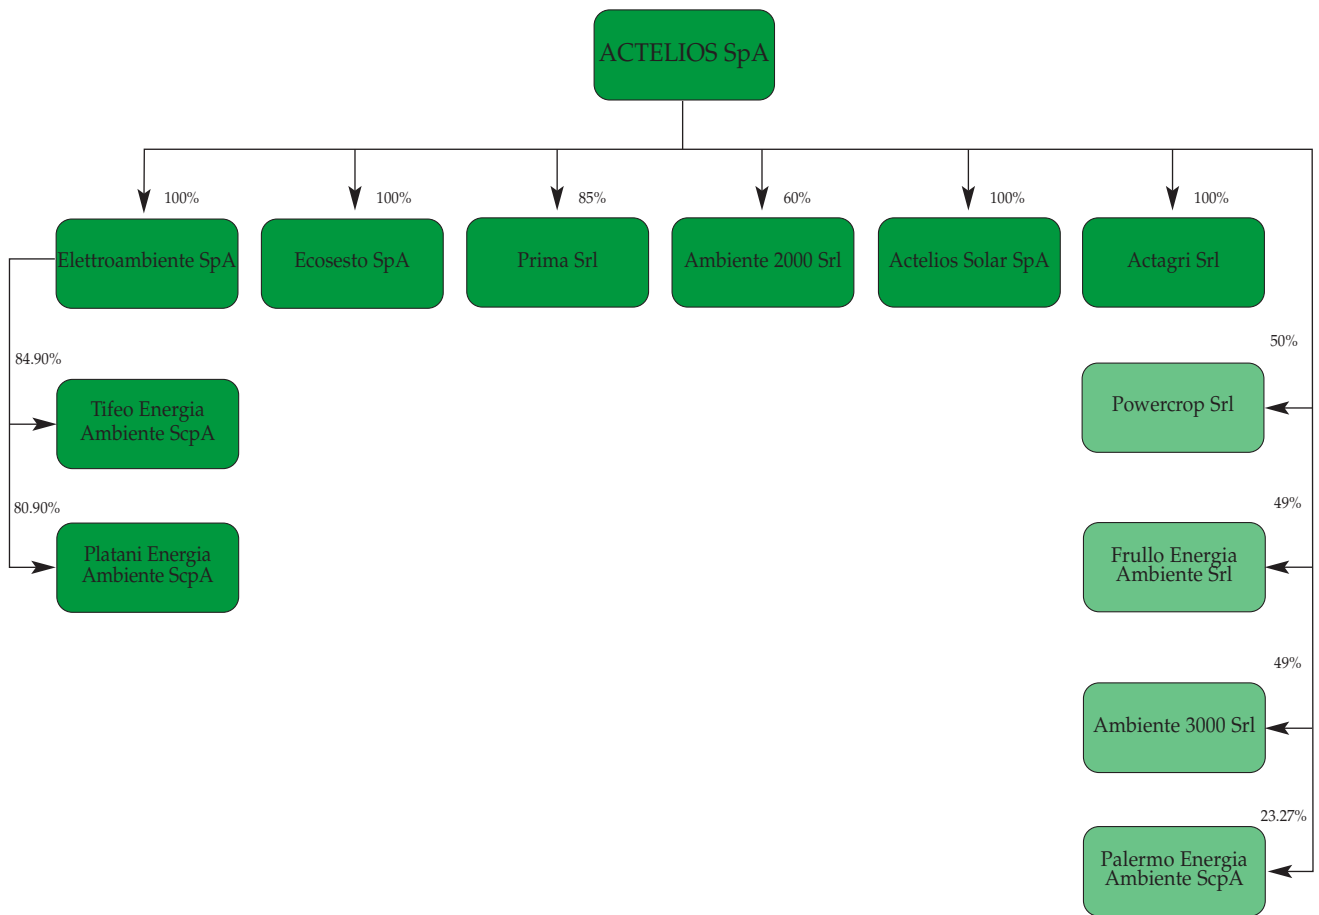 ACTELIOS SpA
100%
100%
85%
60%
100%
100%
Elettroambiente SpA
Ecosesto SpA
Prima Srl
Ambiente 2000 Srl
Actelios Solar SpA
Actagri Srl
50%
84.90%
Powercrop Srl
Tifeo Energia
Ambiente ScpA
49%
80.90%
Platani Energia
Ambiente ScpA
Frullo Energia
Ambiente Srl
49%
Ambiente 3000 Srl
23.27%
Palermo Energia
Ambiente ScpA